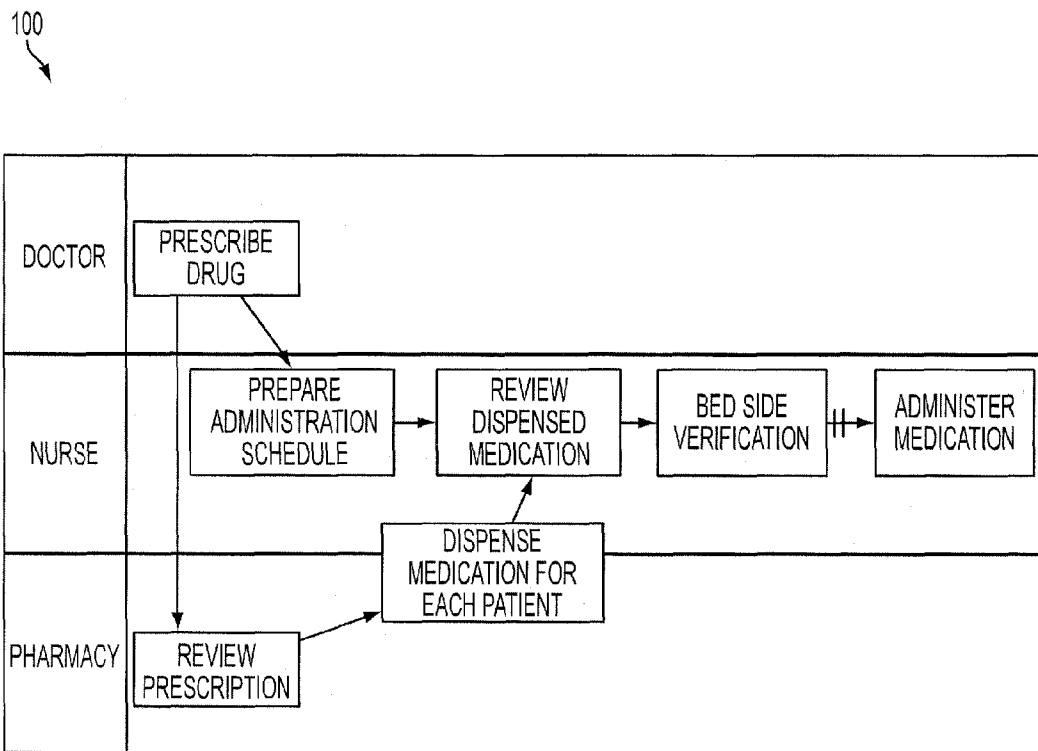 100
DOCTOR
PRESCRIBE
DRUG
NURSE
PREPARE
ADMINISTRATION
SCHEDULE
REVIEW
DISPENSED
MEDICATION
BED SIDE
VERIFICATION
ADMINISTER
MEDICATION
DISPENSE
MEDICATION FOR
EACH PATIENT
PHARMACY
REVIEW
PRESCRIPTION